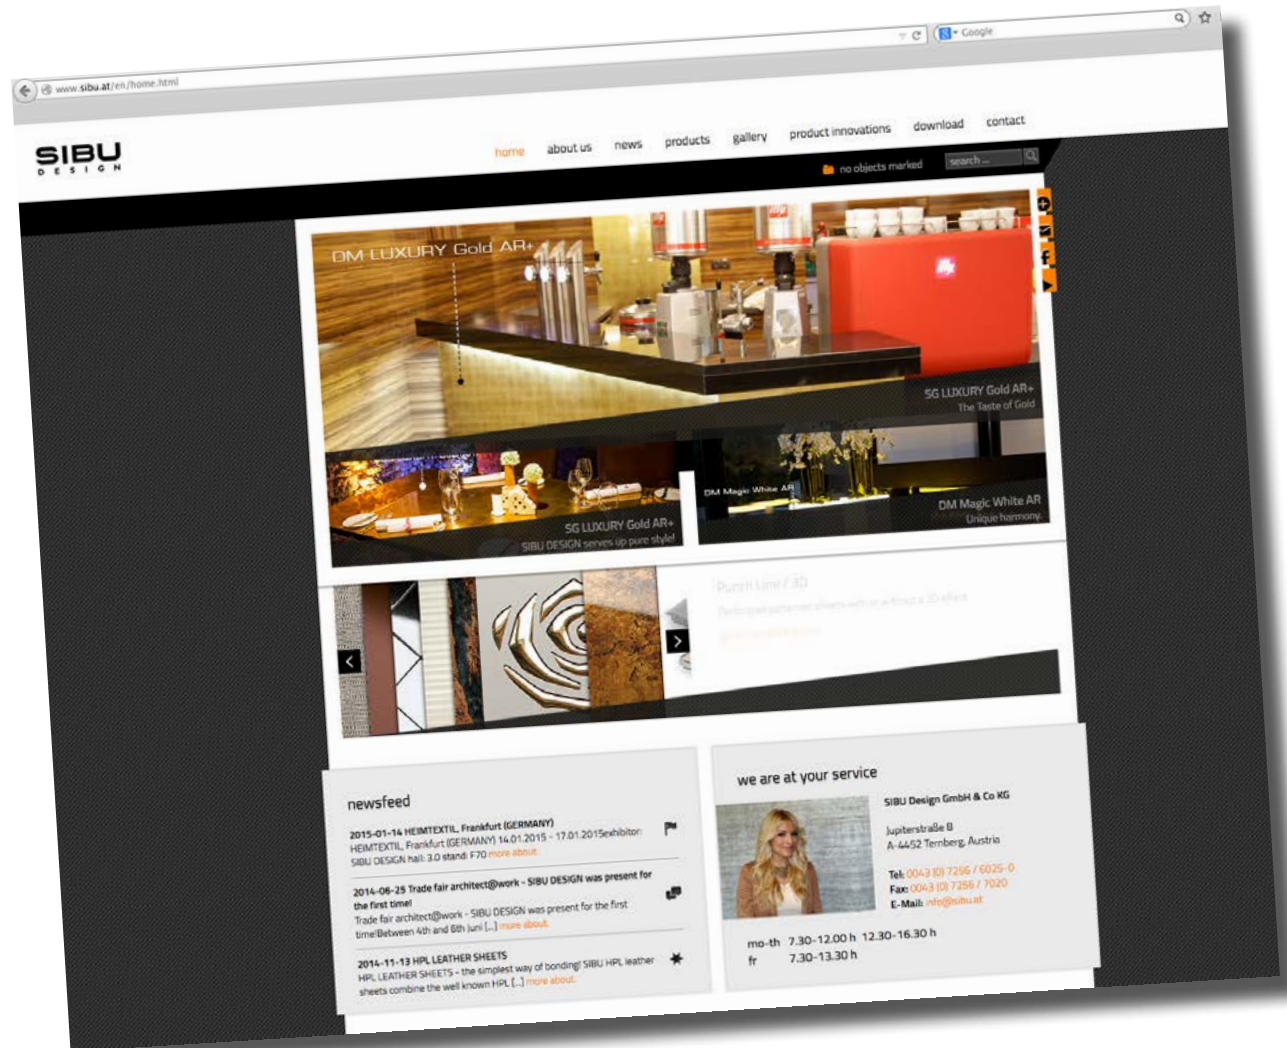 www.sibu.at/en/home.html
Google
SIBU
DESIGN
home about us news products gallery product innovations download contact
no objects marked
search ...
DM LUXURY Gold AR+
illy
illy
SG LUXURY Gold AR+
The Taste of Gold
SG LUXURY Gold AR+
SIBU DESIGN serves up pure style!
DM Magic White AR
DM Magic White AR
Unique harmony.
Punch Line / 3D
newsfeed
2015-01-14 HEIMTEXTIL, Frankfurt (GERMANY)
HEIMTEXTIL, Frankfurt (GERMANY) 14.01.2015 - 17.01.2015exhibitor:
SIBU DESIGN hall: 3.0 stand: F70 more about.
2014-06-25 Trade fair architect@work - SIBU DESIGN was present for
the first time!
Trade fair architect@work - SIBU DESIGN was present for the first
time!Between 4th and 6th Juni [...] more about.
2014-11-13 HPL LEATHER SHEETS
HPL LEATHER SHEETS - the simplest way of bonding! SIBU HPL leather
sheets combine the well known HPL [...] more about.
we are at your service
SIBU Design GmbH & Co KG
Jupiterstraße 8
A-4452 Ternberg, Austria
Tel: 0043 (0) 7256 / 6025-0
Fax: 0043 (0) 7256 / 7020
E-Mail: info@sibu.at
mo-th 7.30-12.00 h 12.30-16.30 h
fr 7.30-13.30 h